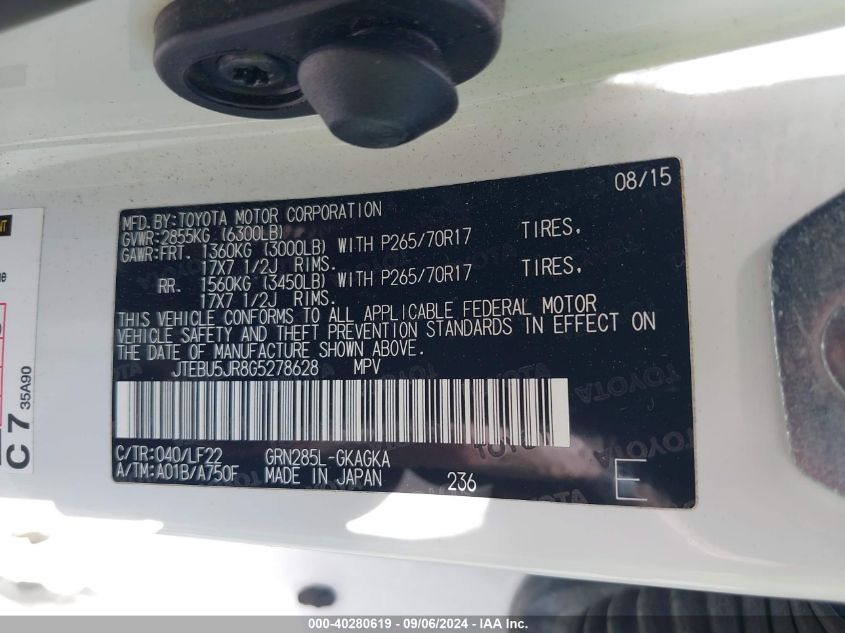 08/15
MFD.BY:TOYOTA MOTOR CORPORATION
GVWR:2855KG (6300LB)
GAWR:FRT. 1360KG (3000LB) WITH P265/70R17 TIRES,
17X7 1/2J RIMS.
RR. 1560KG (3450LB) WITH P265/70R17 TIRES,
17X7 1/2J RIMS.
THIS VEHICLE CONFORMS TO ALL APPLICABLE FEDERAL MOTOR
VEHICLE SAFETY AND THEFT PREVENTION STANDARDS IN EFFECT ON
THE DATE OF MANUFACTURE SHOWN ABOVE.
JTEBU5JR8G5278628 MPV
C/TR:040/LF22 GRN285L-GKAGKA
A/TM:A01B/A750F MADE IN JAPAN 236 E
C 7
35A90
TOYOTA
000-40280619 - 09/06/2024 - IAA Inc.